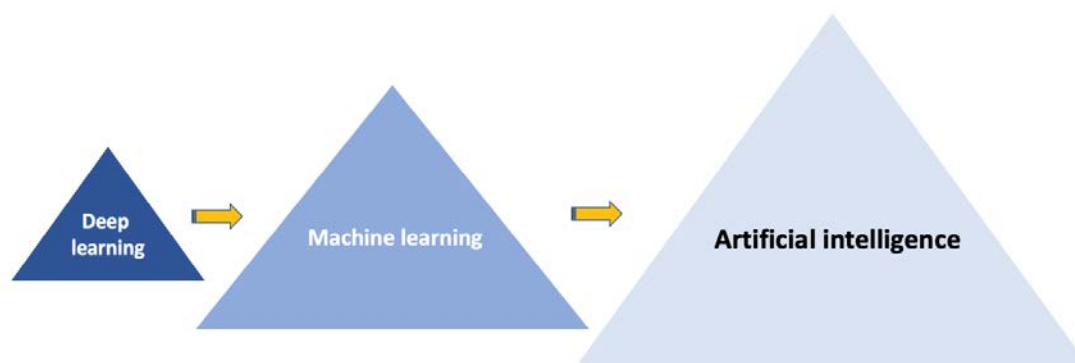 Deep
learning
Machine learning
Artificial intelligence